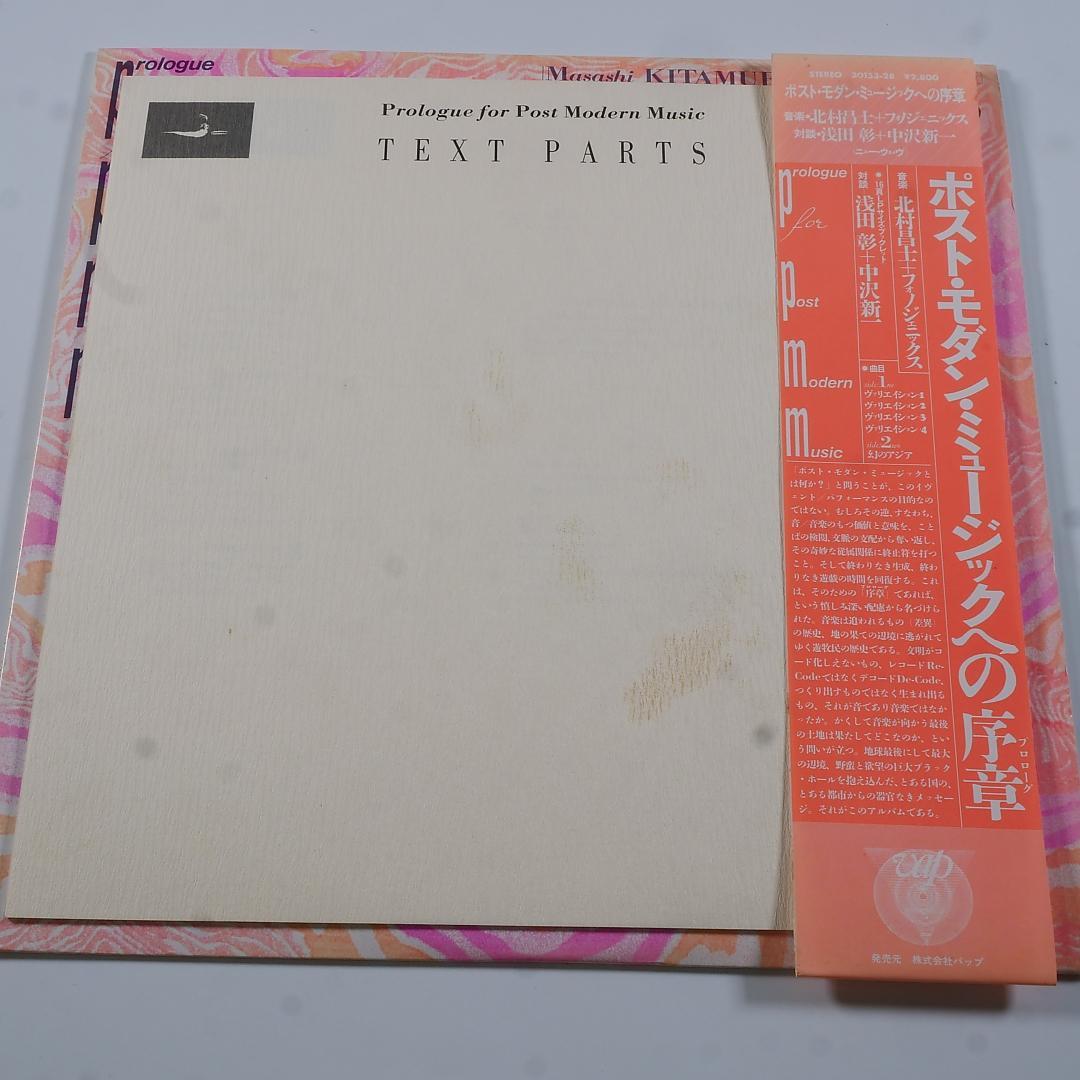 prologue
Masashi KITAMUR
Prologue for Post Modern Music
TEXT PARTS
STEREO 30153-28 ¥2,800
ポスト・モダン・ミュージックへの序章
音楽・北村昌士+フォノジェニックス
対談・浅田 彰+中沢新一
ポスト・モダン・ミュージックへの序章
プロローグ
音楽 北村昌士+フォノジェニックス
●16頁LPサイズ・ブックレット
対談 浅田 彰+中沢新一
prologue
for
post
modern
music
●曲目
side 1
ヴァリエイション1
ヴァリエイション2
ヴァリエイション3
ヴァリエイション4
side 2
幻のアジア
「ポスト・モダン・ミュージックと
は何か?」と問うことが、このイヴ
ェント/パフォーマンスの目的なの
ではない。むしろその逆、すなわち、
音/音楽のもつ価値と意味を、こと
ばの検閲、文脈の支配から奪い返し、
その奇妙な従属関係に終止符を打つ
こと。そして終わりなき生成、終わ
りなき遊戯の時間を回復する。これ
は、そのための「序章」であれば、
という慎しみ深い配慮から名づけら
れた。音楽は追われるもの〈差異〉
の歴史、地の果ての辺境に逃がれて
ゆく遊牧民の歴史である。文明がコ
ード化しえないもの、レコードRe-
CodeではなくデコードDe-Code、
つくり出すものではなく生まれ出る
もの、それが音であり音楽ではなか
ったか。かくして音楽が向かう最後
の土地は果たしてどこなのか、とい
う問いが立つ。地球最後にして最大
の辺境、野蛮と欲望の巨大ブラック
・ホールを抱え込んだ、とある国の、
とある都市からの器官なきメッセー
ジ。それがこのアルバムである。
vap
発売元 株式会社バップ